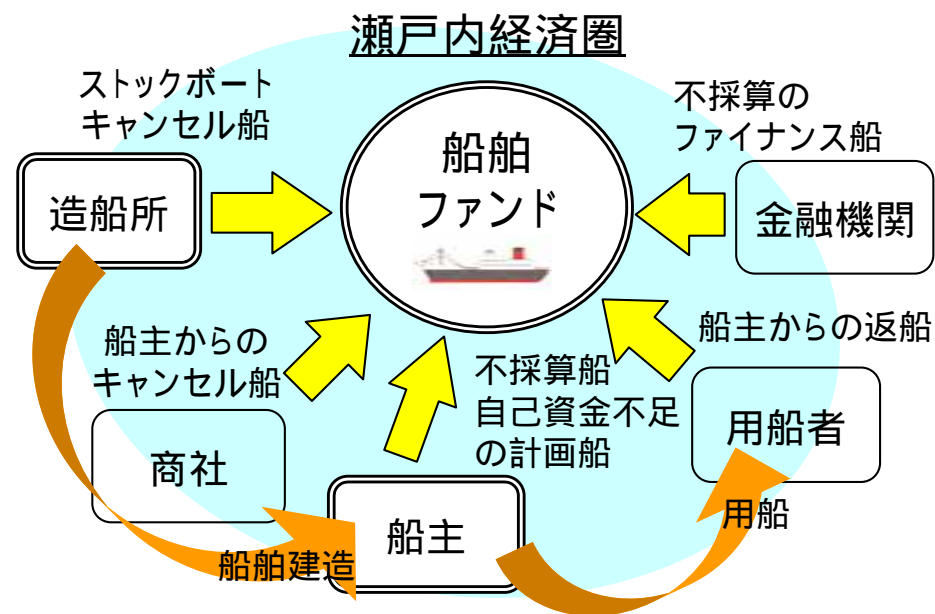 瀬戸内経済圏
ストックボート
キャンセル船
不採算の
ファイナンス船
船舶
ファンド
造船所
金融機関
船主からの
キャンセル船
船主からの返船
不採算船
自己資金不足
の計画船
商社
用船者
船主
用船
船舶建造